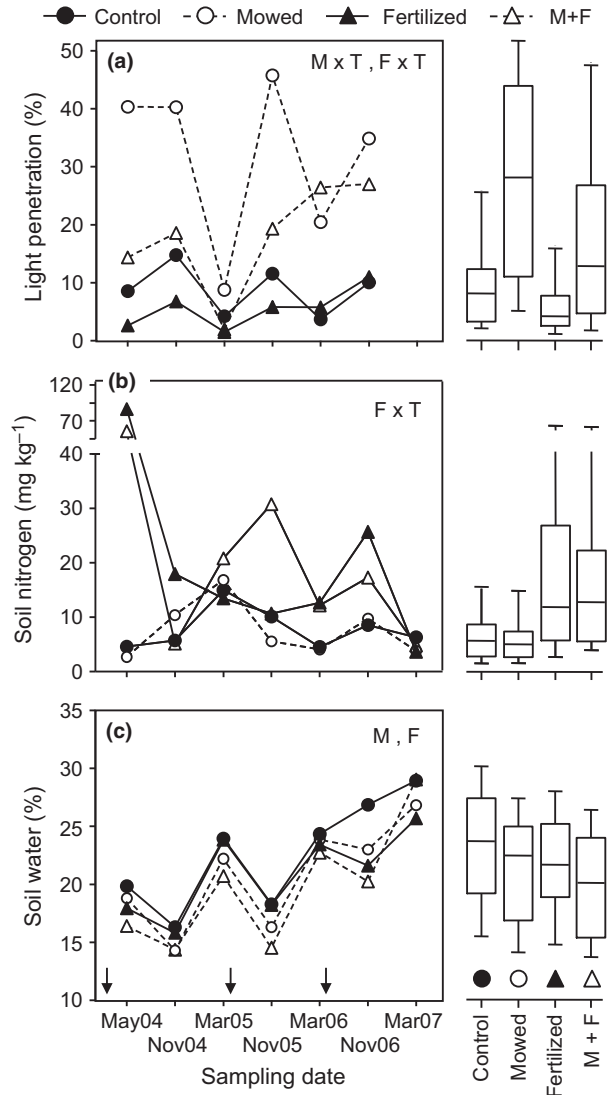 Control Mowed Fertilized M+F
(a) M x T , F x T
Light penetration (%)
50
40
30
20
10
0
(b) F x T
Soil nitrogen (mg kg⁻¹)
120
70
40
30
20
10
0
(c) M , F
Soil water (%)
35
30
25
20
15
10
May04 Mar05 Mar06 Mar07
Nov04 Nov05 Nov06
Sampling date
Control
Mowed
Fertilized
M + F